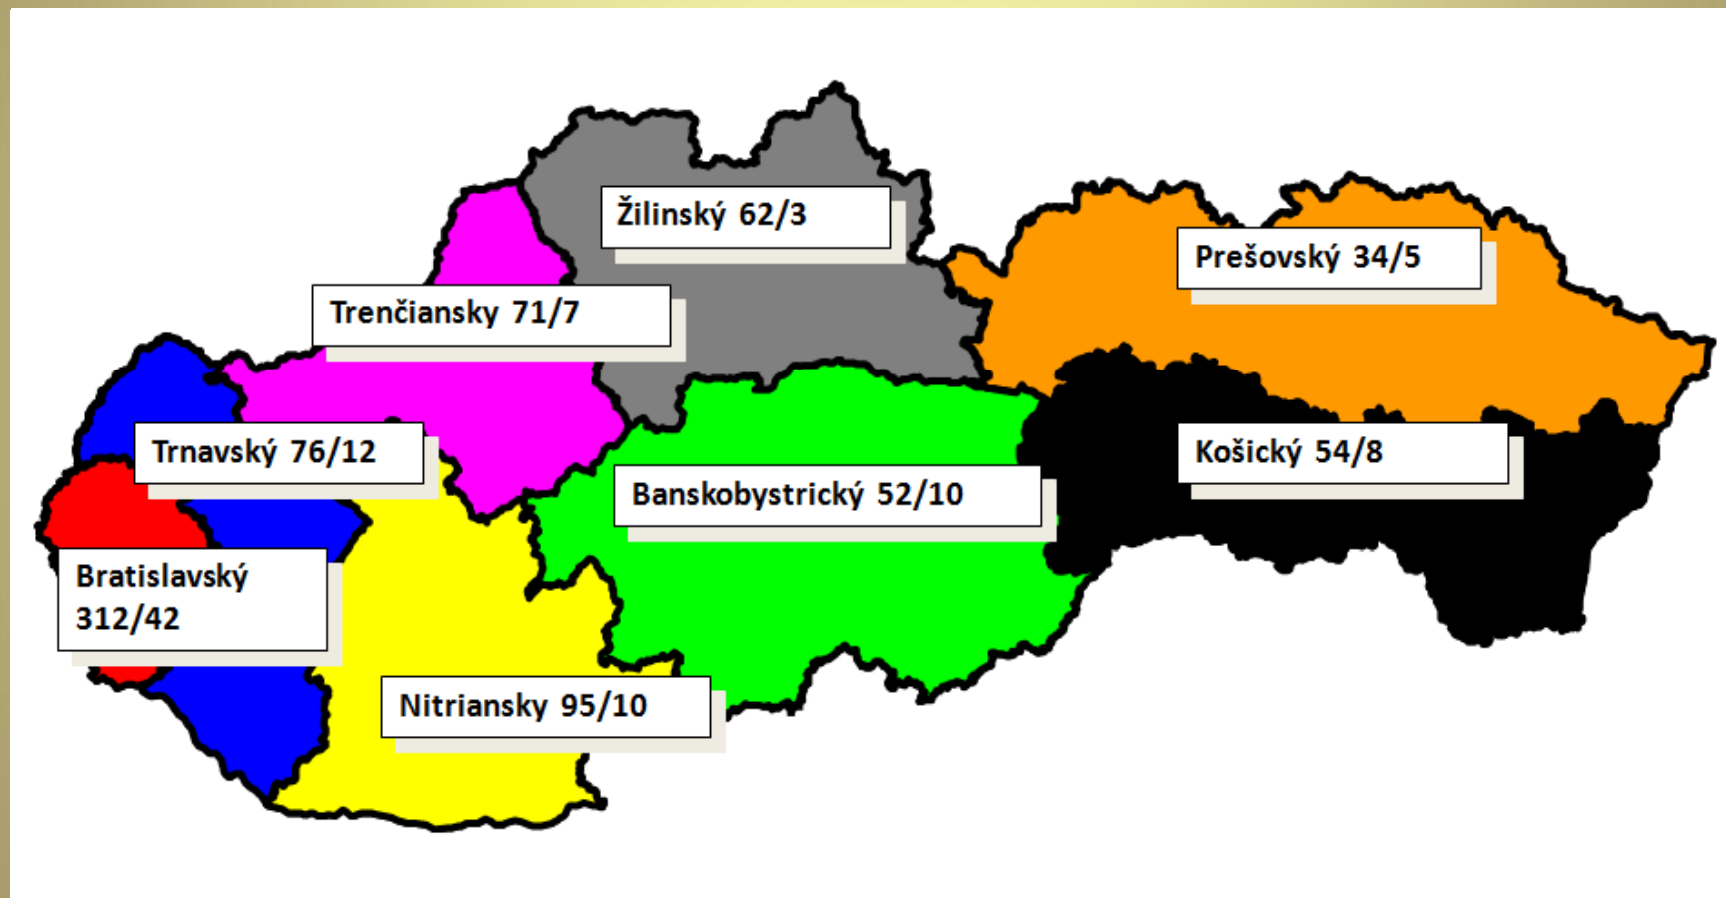 Žilinský 62/3
Prešovský 34/5
Trenčiansky 71/7
Trnavský 76/12
Košický 54/8
Banskobystrický 52/10
Bratislavský
312/42
Nitriansky 95/10